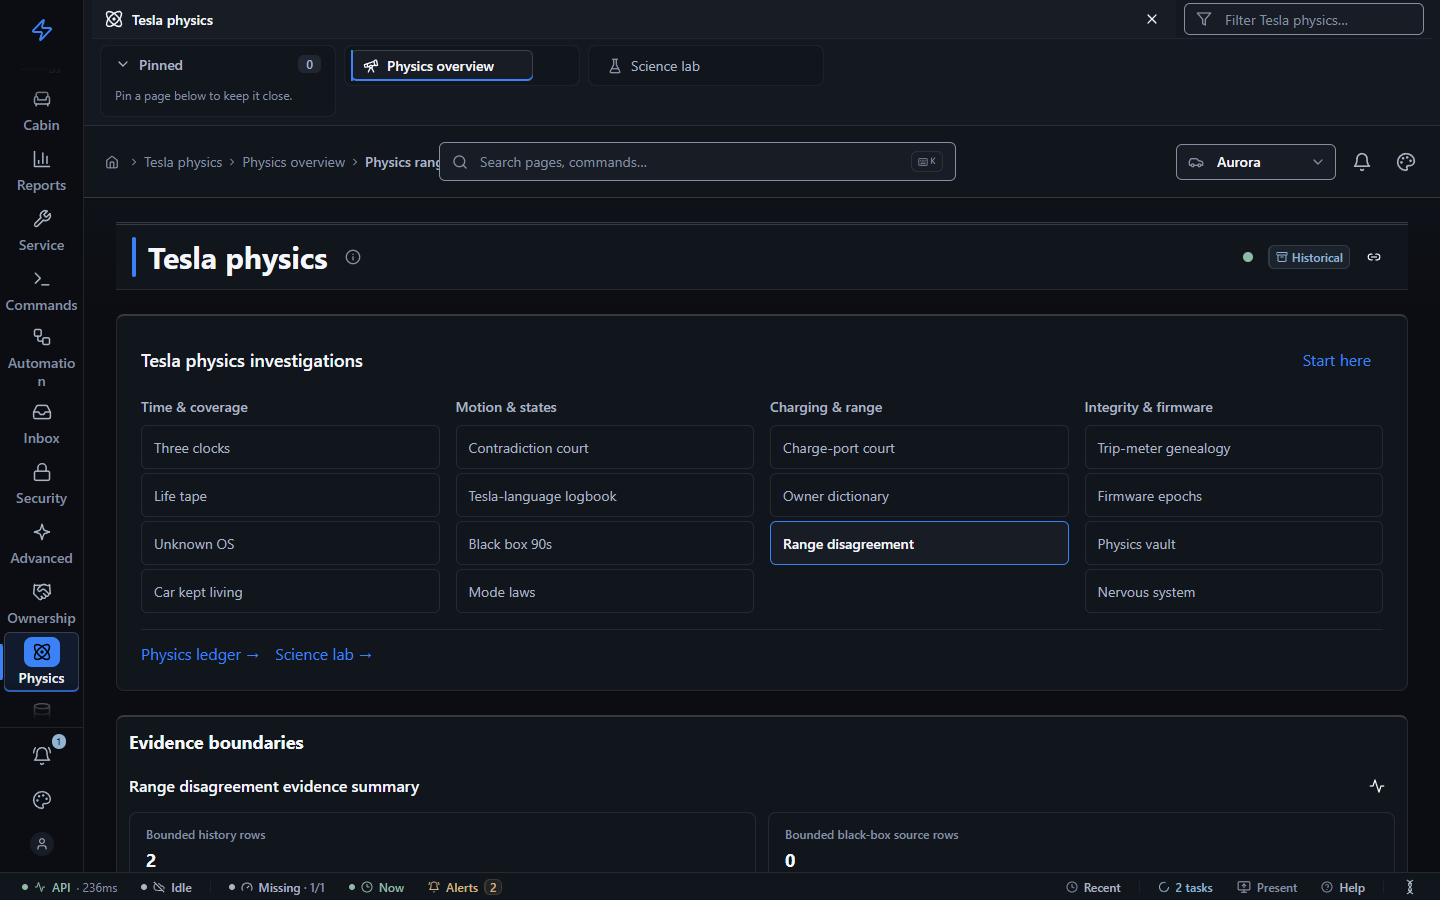 Tesla physics
Filter Tesla physics...
Pinned
0
Pin a page below to keep it close.
Physics overview
Science lab
Tesla physics
Physics overview
Physics rang
Search pages, commands...
K
Aurora
Cabin
Reports
Service
Commands
Automatio
n
Inbox
Security
Advanced
Ownership
Physics
1
Tesla physics
Historical
Tesla physics investigations
Start here
Time & coverage
Three clocks
Life tape
Unknown OS
Car kept living
Motion & states
Contradiction court
Tesla-language logbook
Black box 90s
Mode laws
Charging & range
Charge-port court
Owner dictionary
Range disagreement
Integrity & firmware
Trip-meter genealogy
Firmware epochs
Physics vault
Nervous system
Physics ledger →
Science lab →
Evidence boundaries
Range disagreement evidence summary
Bounded history rows
2
Bounded black-box source rows
0
API · 236ms
Idle
Missing · 1/1
Now
Alerts 2
Recent
2 tasks
Present
Help